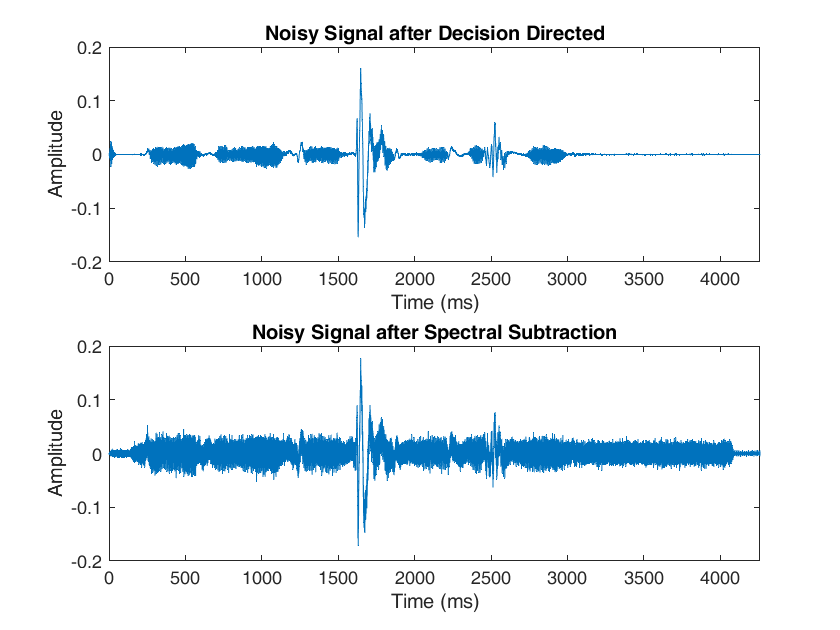 Noisy Signal after Decision Directed
0.2
0.1
0
-0.1
-0.2
Amplitude
0 500 1000 1500 2000 2500 3000 3500 4000
Time (ms)
Noisy Signal after Spectral Subtraction
0.2
0.1
0
-0.1
-0.2
Amplitude
0 500 1000 1500 2000 2500 3000 3500 4000
Time (ms)